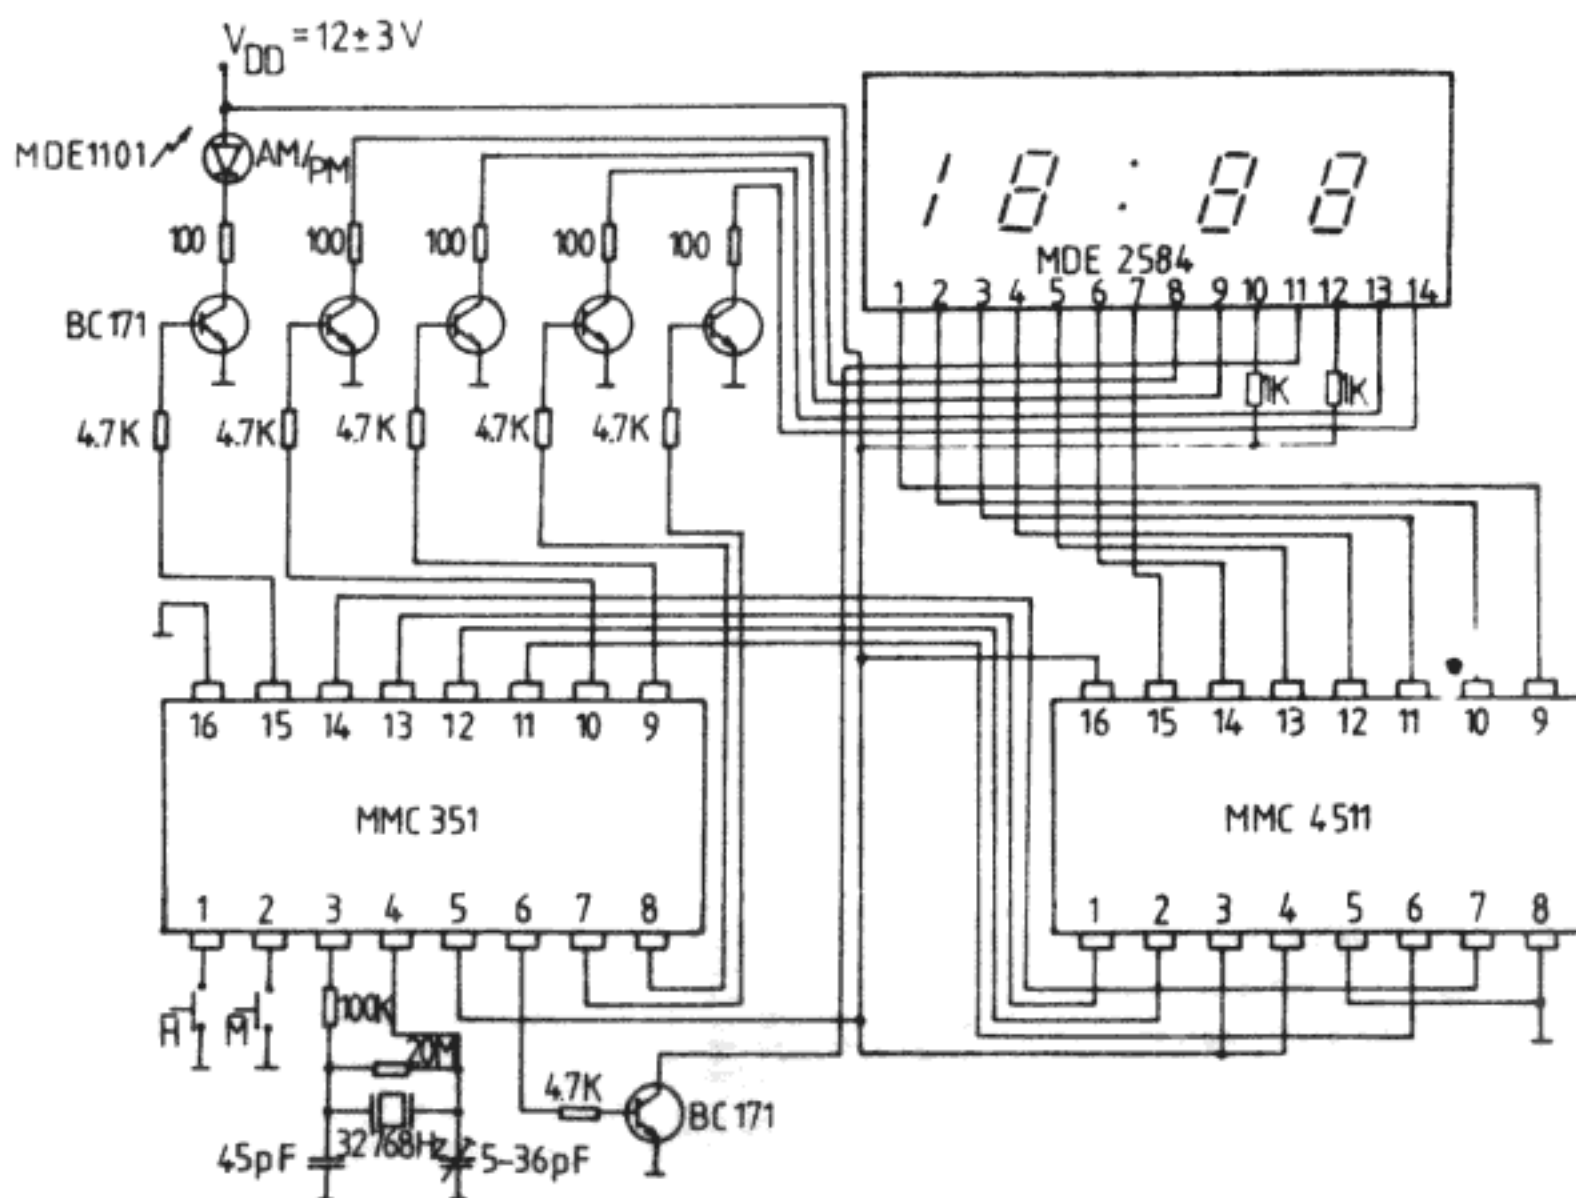 VDD = 12 ± 3 V
MDE1101
AM/PM
100
100
100
100
100
18:88
MDE 2584
1 2 3 4 5 6 7 8 9 10 11 12 13 14
BC171
1K
1K
4.7K
4.7K
4.7K
4.7K
4.7K
16 15 14 13 12 11 10 9
MMC 351
1 2 3 4 5 6 7 8
16 15 14 13 12 11 10 9
MMC 4511
1 2 3 4 5 6 7 8
H
M
100K
20M
4.7K
BC171
32768Hz
45pF
5-36pF